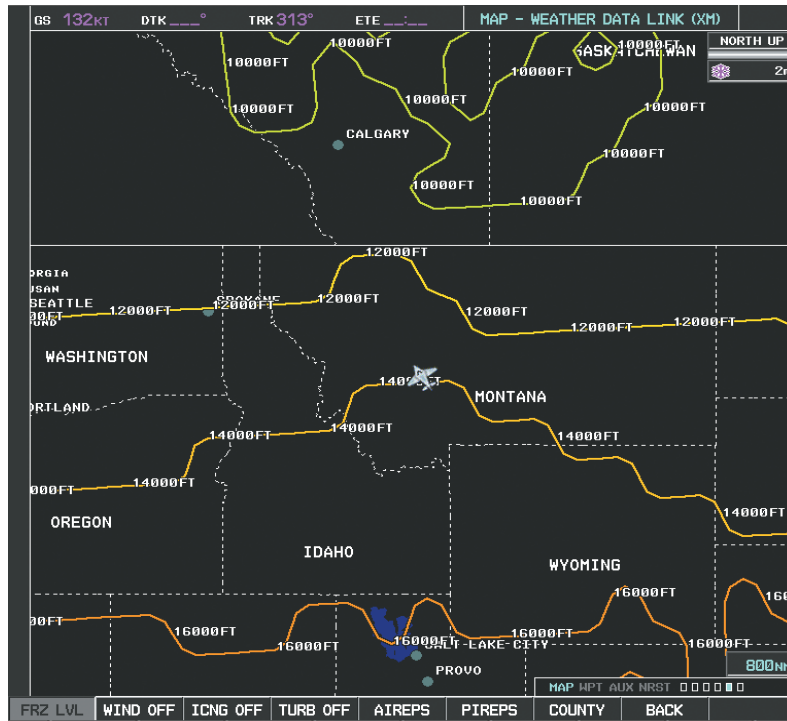 GS 132KT DTK ___° TRK 313° ETE __:__ MAP - WEATHER DATA LINK (XM)
NORTH UP
10000FT 10000FT
10000FT
10000FT 10000FT 10000FT
CALGARY
10000FT
10000FT 10000FT
12000FT
SEATTLE 12000FT 12000FT 12000FT
12000FT 12000FT 12000FT
WASHINGTON
MONTANA
14000FT 14000FT 14000FT
14000FT 14000FT
OREGON
IDAHO WYOMING
16000FT
16000FT 16000FT 16000FT 16000FT 16000FT
PROVO
800NM
MAP WPT AUX NRST
FRZ LVL WIND OFF ICNG OFF TURB OFF AIREPS PIREPS COUNTY BACK